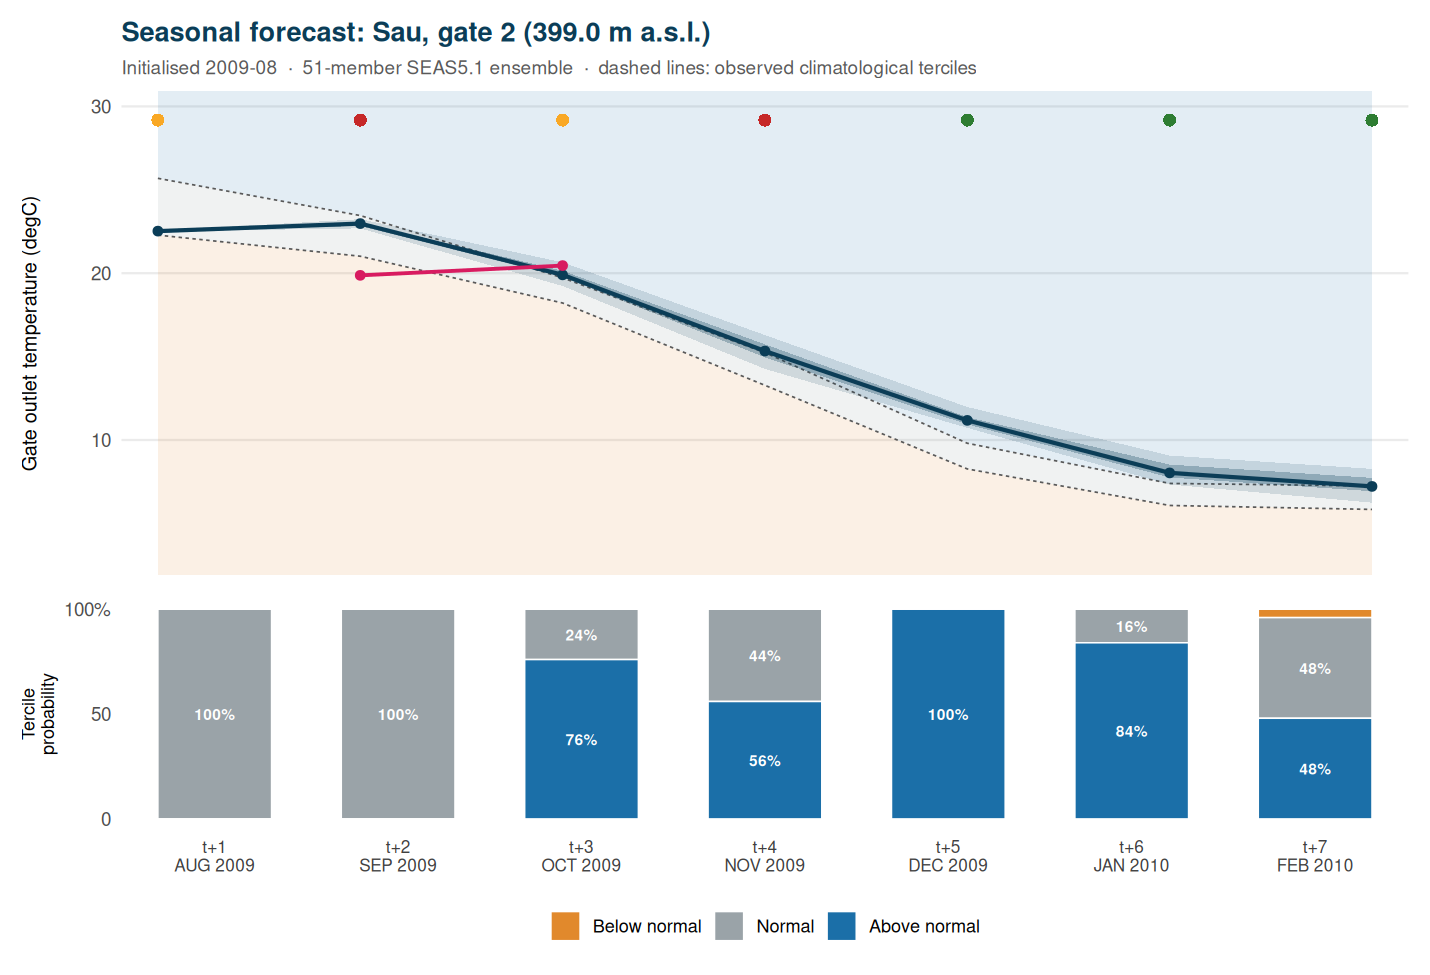 Seasonal forecast: Sau, gate 2 (399.0 m a.s.l.)
Initialised 2009-08 · 51-member SEAS5.1 ensemble · dashed lines: observed climatological terciles
Gate outlet temperature (degC)
30
20
10
Tercile
probability
100%
50
0
100%
100%
24%
76%
44%
56%
100%
16%
84%
48%
48%
t+1
AUG 2009
t+2
SEP 2009
t+3
OCT 2009
t+4
NOV 2009
t+5
DEC 2009
t+6
JAN 2010
t+7
FEB 2010
Below normal
Normal
Above normal